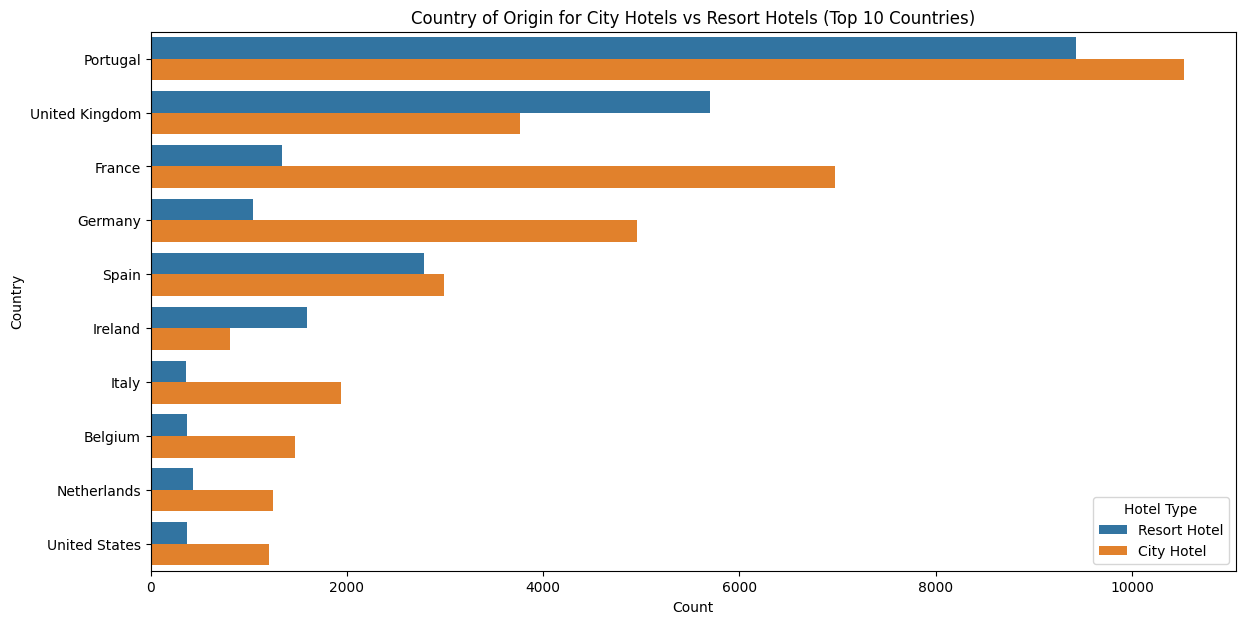 Country of Origin for City Hotels vs Resort Hotels (Top 10 Countries)
Country
Portugal
United Kingdom
France
Germany
Spain
Ireland
Italy
Belgium
Netherlands
United States
0 2000 4000 6000 8000 10000
Count
Hotel Type
Resort Hotel
City Hotel